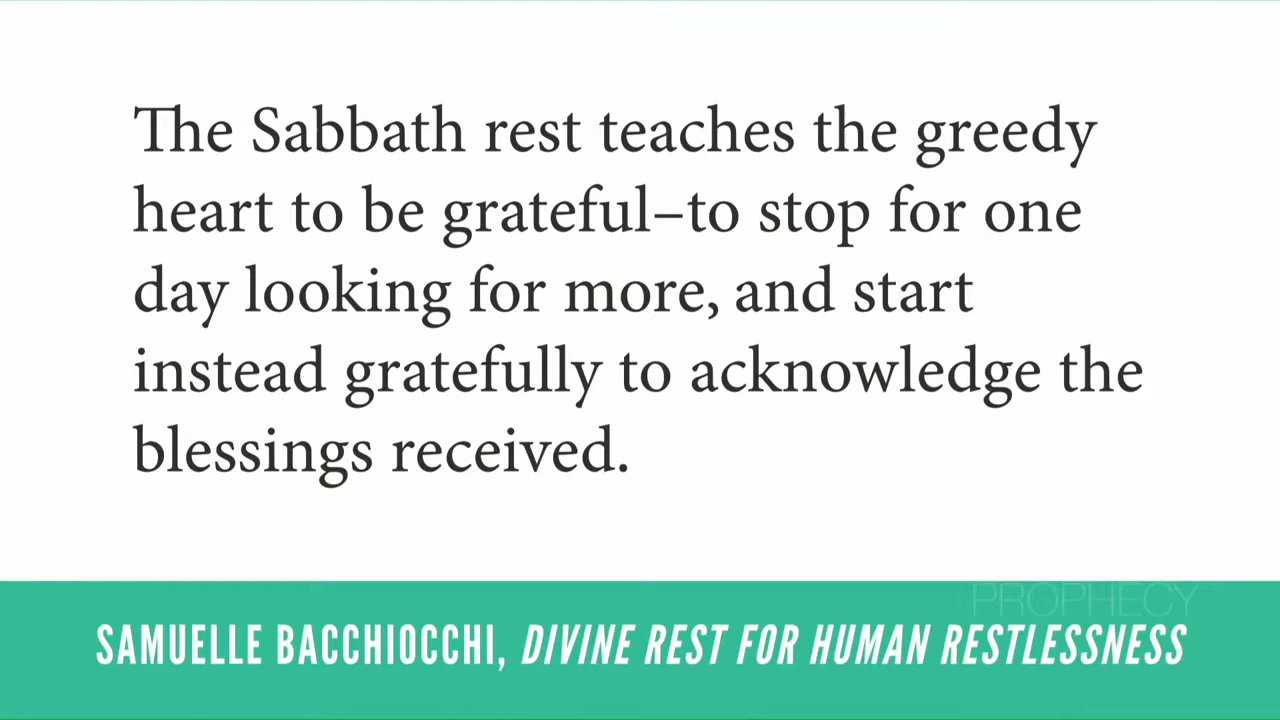 The Sabbath rest teaches the greedy
heart to be grateful–to stop for one
day looking for more, and start
instead gratefully to acknowledge the
blessings received.
PROPHECY
SAMUELLE BACCHIOCCHI, DIVINE REST FOR HUMAN RESTLESSNESS